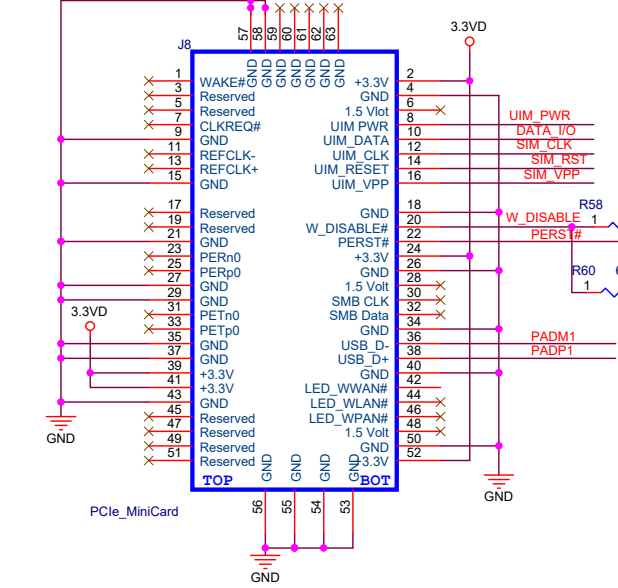 57
58
59
60
61
62
63
3.3VD
J8
GND
GND
GND
GND
GND
GND
GND
1 WAKE# +3.3V 2
3 Reserved GND 4
5 Reserved 1.5 Vlot 6
7 CLKREQ# UIM PWR 8 UIM_PWR
9 GND UIM_DATA 10 DATA_I/O
11 REFCLK- UIM_CLK 12 SIM_CLK
13 REFCLK+ UIM_RESET 14 SIM_RST
15 GND UIM_VPP 16 SIM_VPP
R58
17 Reserved GND 18
19 Reserved W_DISABLE# 20 W_DISABLE 1
21 GND PERST# 22 PERST#
23 PERn0 +3.3V 24
25 PERp0 GND 26 R60
27 GND 1.5 Volt 28 1
29 GND SMB CLK 30
3.3VD
31 PETn0 SMB Data 32
33 PETp0 GND 34
35 GND USB_D- 36 PADM1
37 GND USB_D+ 38 PADP1
39 +3.3V GND 40
41 +3.3V LED_WWAN# 42
43 GND LED_WLAN# 44
45 Reserved LED_WPAN# 46
47 Reserved 1.5 Volt 48
49 Reserved GND 50
51 Reserved +3.3V 52
GND
GND
GND
GND
GND
GND
TOP BOT
56
55
54
53
PCIe_MiniCard
GND